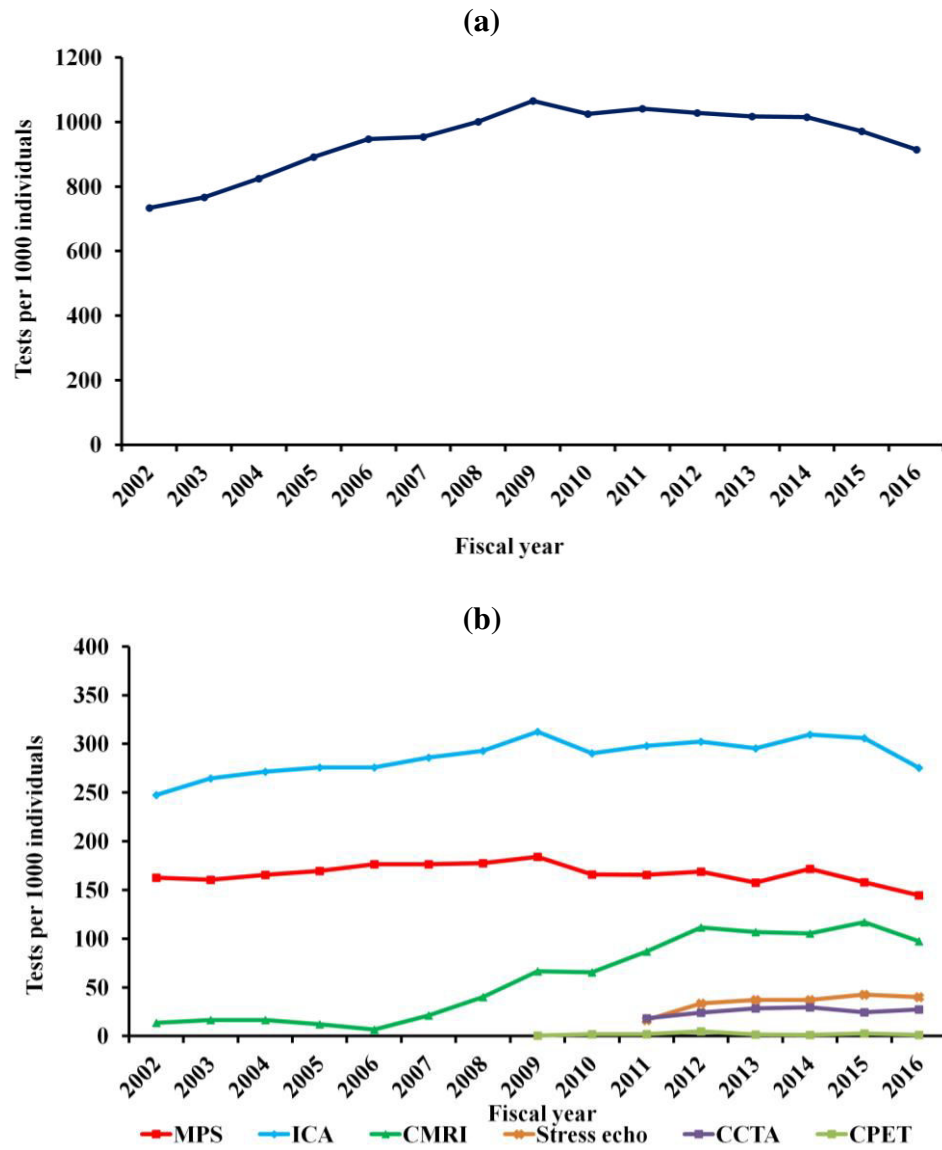 (a)
1200
1000
800
600
400
200
0
Tests per 1000 individuals
2002 2003 2004 2005 2006 2007 2008 2009 2010 2011 2012 2013 2014 2015 2016
Fiscal year
(b)
400
350
300
250
200
150
100
50
0
Tests per 1000 individuals
2002 2003 2004 2005 2006 2007 2008 2009 2010 2011 2012 2013 2014 2015 2016
Fiscal year
MPS ICA CMRI Stress echo CCTA CPET